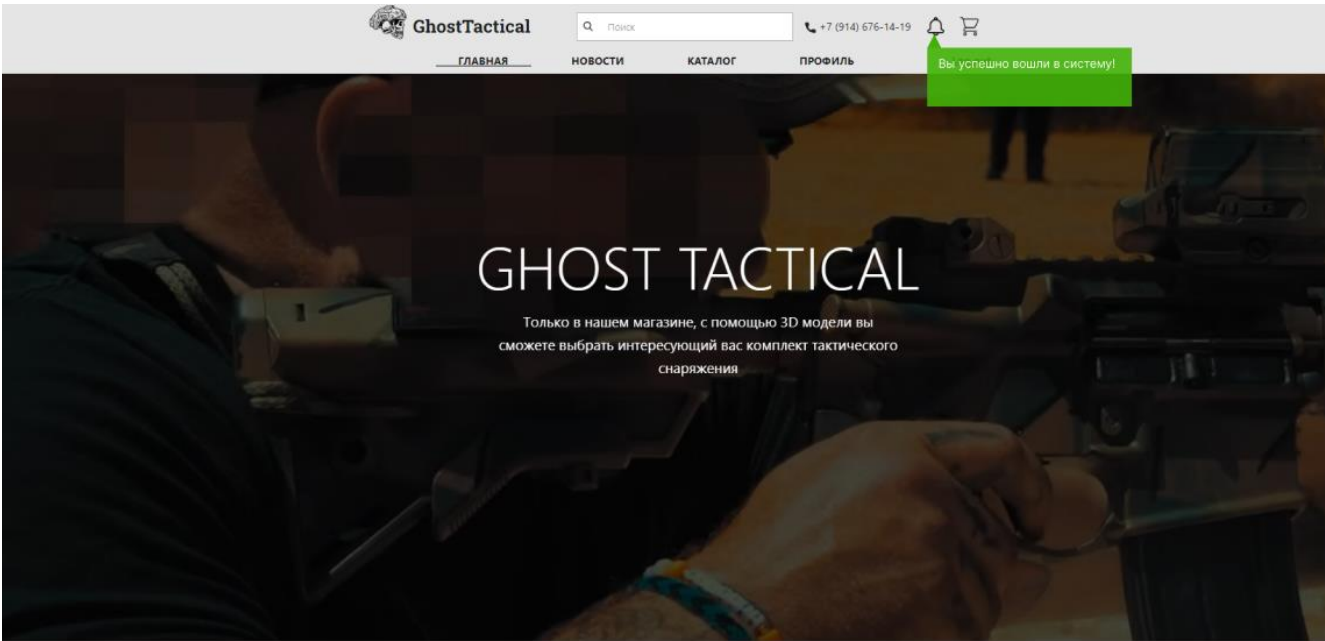 GhostTactical
Поиск
+7 (914) 676-14-19
ГЛАВНАЯ
НОВОСТИ
КАТАЛОГ
ПРОФИЛЬ
Вы успешно вошли в систему!
GHOST TACTICAL
Только в нашем магазине, с помощью 3D модели вы
сможете выбрать интересующий вас комплект тактического
снаряжения